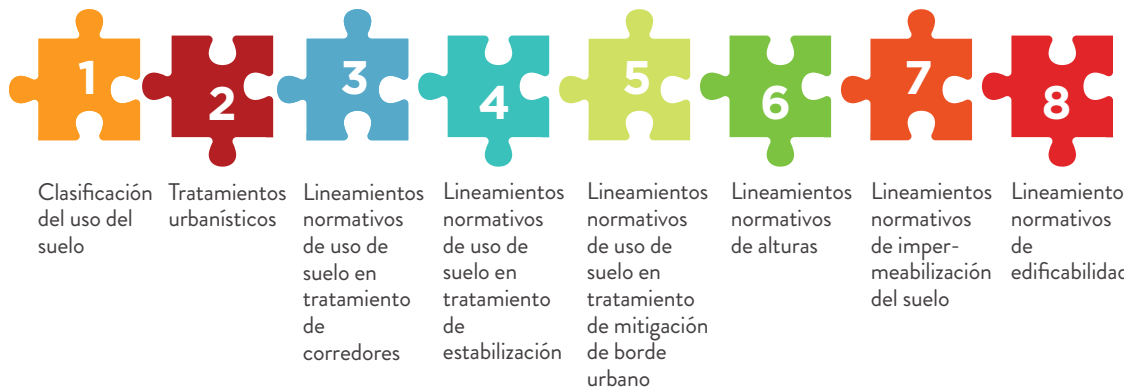 1
Clasificación
del uso del
suelo
2
Tratamientos
urbanísticos
3
Lineamientos
normativos
de uso de
suelo en
tratamiento
de
corredores
4
Lineamientos
normativos
de uso de
suelo en
tratamiento
de
estabilización
5
Lineamientos
normativos
de uso de
suelo en
tratamiento
de mitigación
de borde
urbano
6
Lineamientos
normativos
de alturas
7
Lineamientos
normativos
de imper-
meabilización
del suelo
8
Lineamiento
normativos
de
edificabilidad